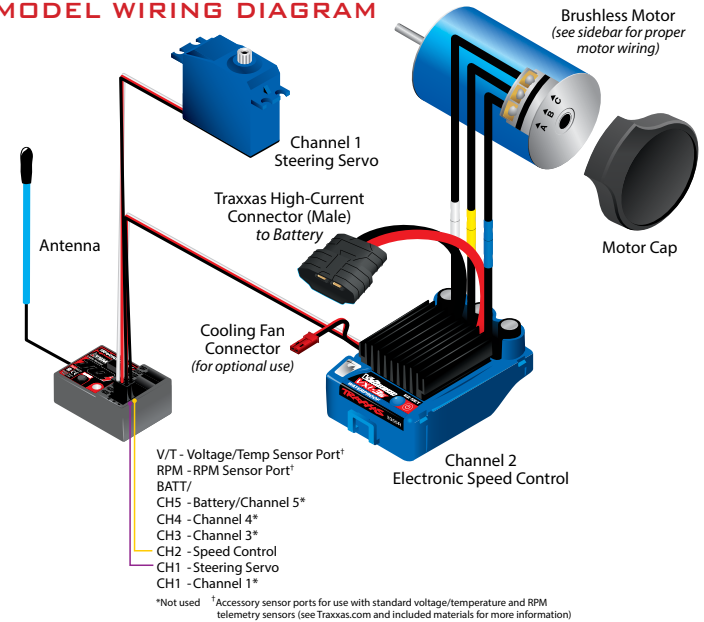 MODEL WIRING DIAGRAM
Brushless Motor
(see sidebar for proper
motor wiring)
A B C
Channel 1
Steering Servo
Traxxas High-Current
Connector (Male)
to Battery
Antenna
Motor Cap
Cooling Fan
Connector
(for optional use)
VXL-3s
WATERPROOF
TRAXXAS
Channel 2
Electronic Speed Control
V/T - Voltage/Temp Sensor Port†
RPM - RPM Sensor Port†
BATT/
CH5 - Battery/Channel 5*
CH4 - Channel 4*
CH3 - Channel 3*
CH2 - Speed Control
CH1 - Steering Servo
CH1 - Channel 1*
*Not used †Accessory sensor ports for use with standard voltage/temperature and RPM
telemetry sensors (see Traxxas.com and included materials for more information)